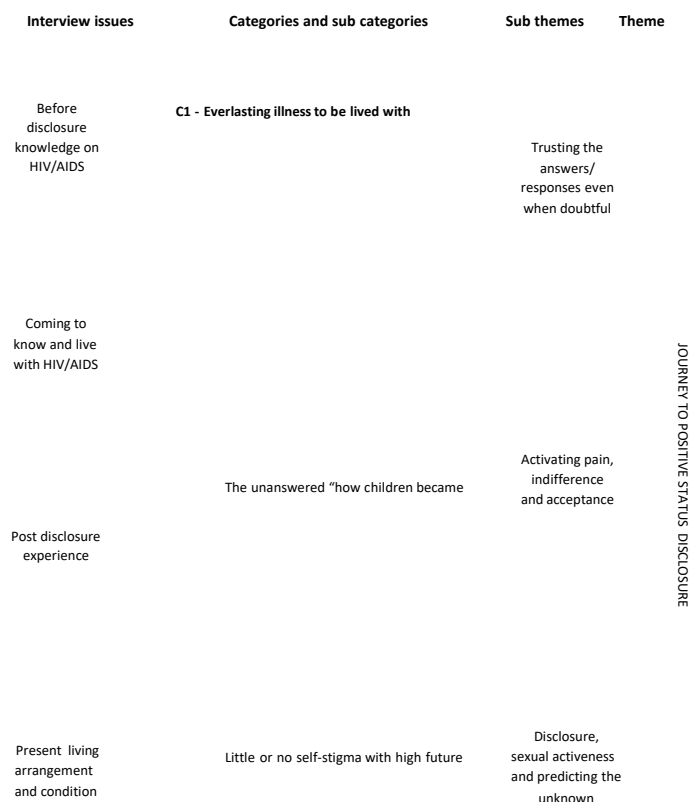 Interview issues Categories and sub categories Sub themes Theme
Before
disclosure
knowledge on
HIV/AIDS
C1 - Everlasting illness to be lived with
Trusting the
answers/
responses even
when doubtful
Coming to
know and live
with HIV/AIDS
JOURNEY TO POSITIVE STATUS DISCLOSURE
The unanswered “how children became
Activating pain,
indifference
and acceptance
Post disclosure
experience
Present living
arrangement
and condition
Little or no self-stigma with high future
Disclosure,
sexual activeness
and predicting the
unknown